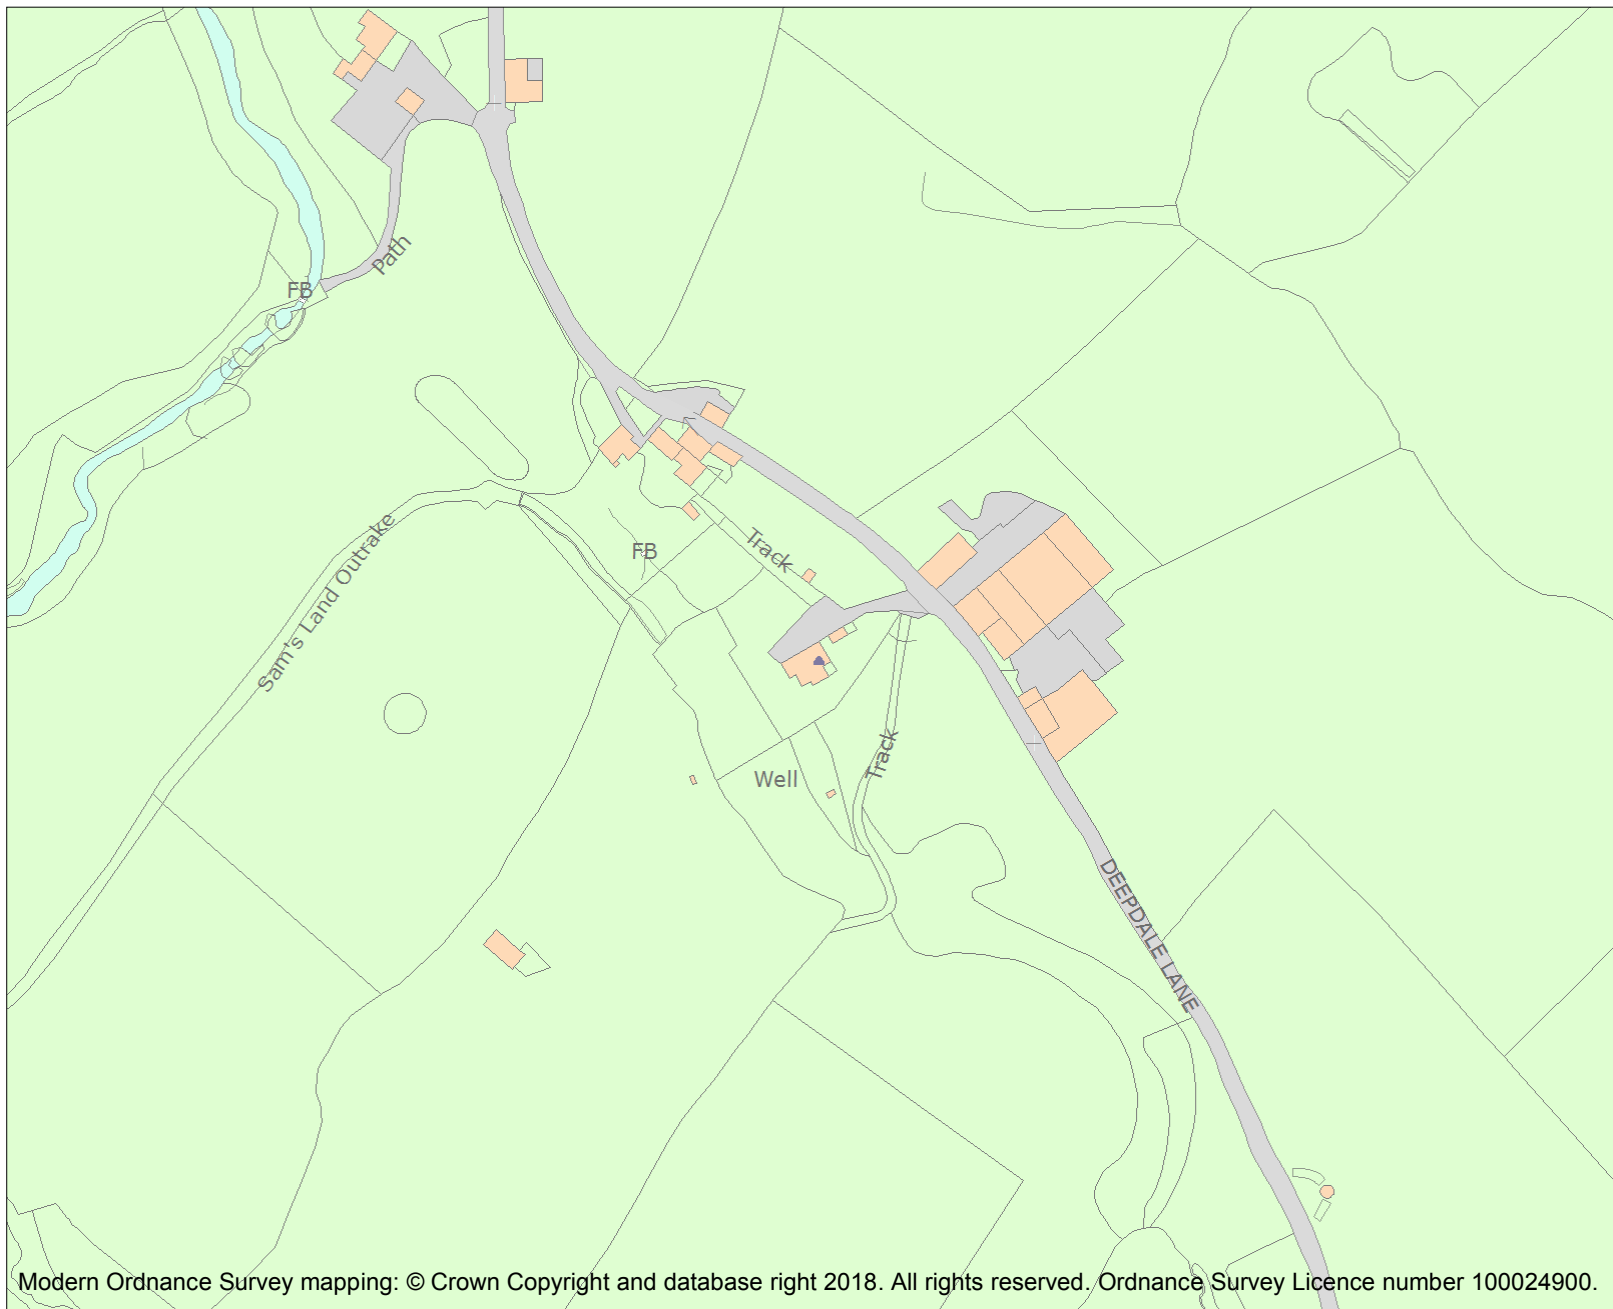 Path
FB
Track
FB
Sam's Land Outrake
Track
Well
DEEPDALE LANE
Modern Ordnance Survey mapping: © Crown Copyright and database right 2018. All rights reserved. Ordnance Survey Licence number 100024900.